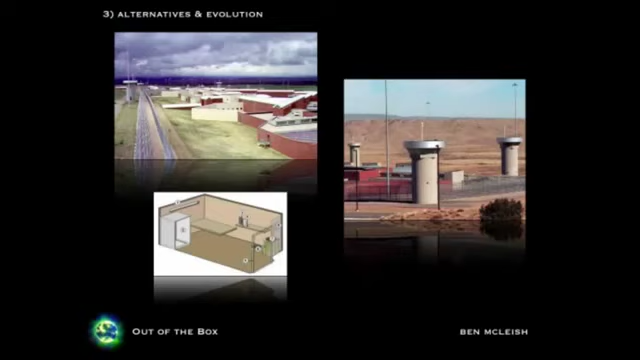 3) ALTERNATIVES & EVOLUTION
OUT OF THE BOX
BEN MCLEISH